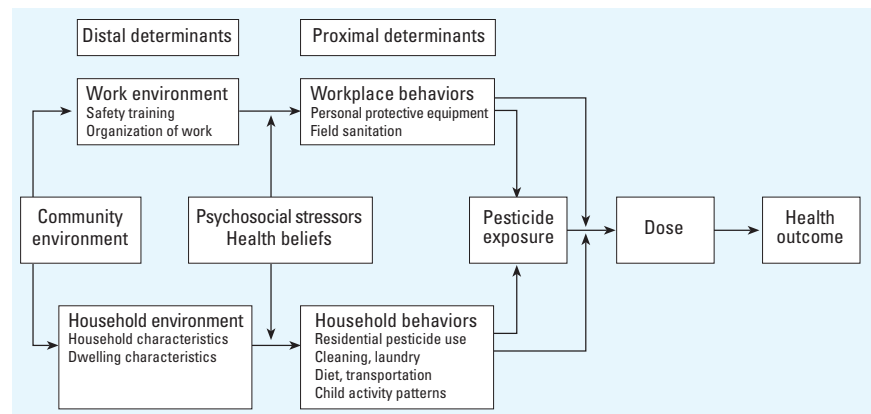 Distal determinants
Proximal determinants
Work environment
Safety training
Organization of work
Workplace behaviors
Personal protective equipment
Field sanitation
Community
environment
Psychosocial stressors
Health beliefs
Pesticide
exposure
Dose
Health
outcome
Household environment
Household characteristics
Dwelling characteristics
Household behaviors
Residential pesticide use
Cleaning, laundry
Diet, transportation
Child activity patterns